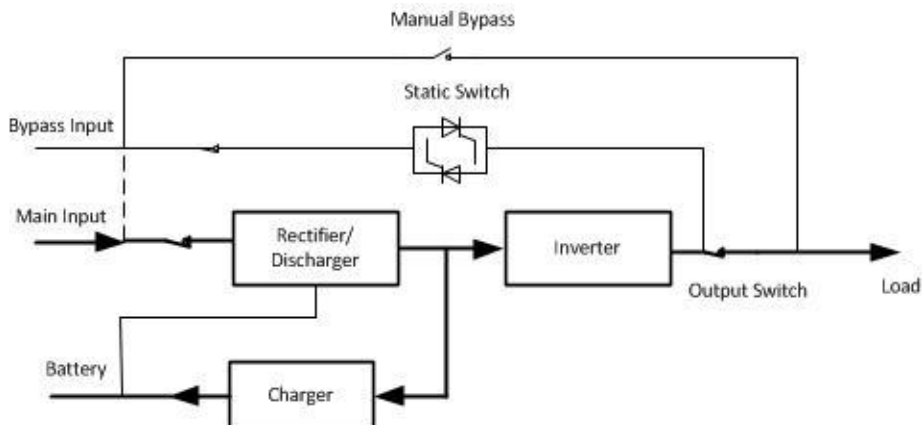 Manual Bypass
Static Switch
Bypass Input
Main Input
Rectifier/
Discharger
Inverter
Output Switch
Load
Battery
Charger